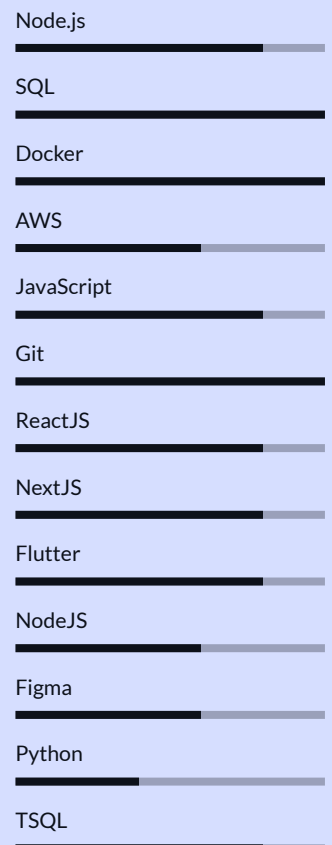 Node.js
SQL
Docker
AWS
JavaScript
Git
ReactJS
NextJS
Flutter
NodeJS
Figma
Python
TSQL